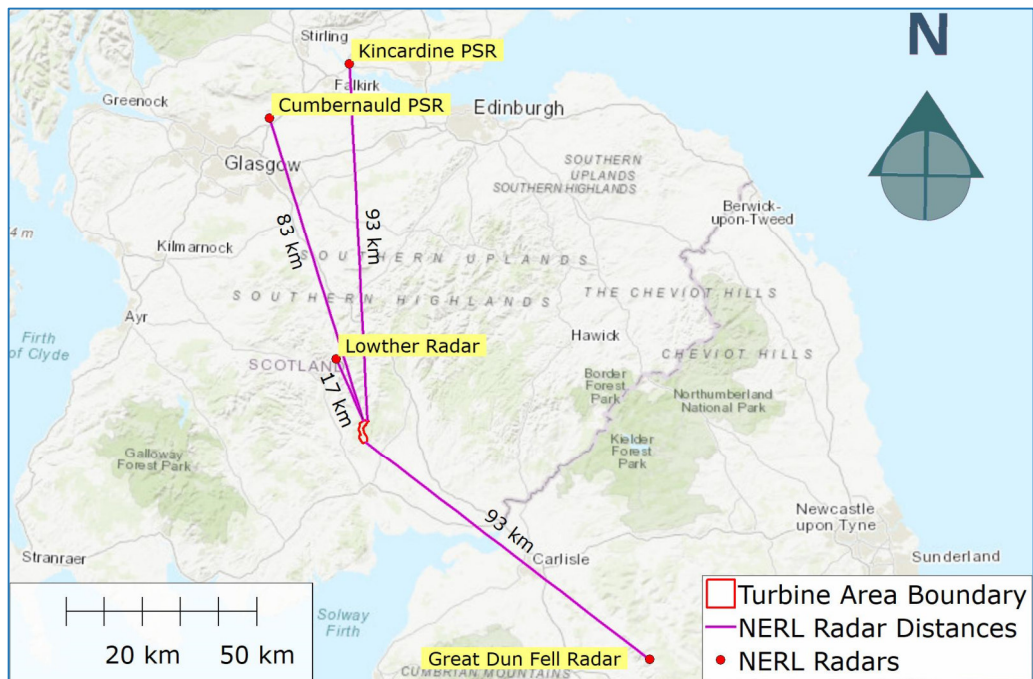 Stirling
Kincardine PSR
N
Falkirk
Greenock
Cumbernauld PSR
Edinburgh
Glasgow
SOUTHERN
UPLANDS
SOUTHERN HIGHLANDS
Berwick-
upon-Tweed
4 m
Kilmarnock
83 km
93 km
SOUTHERN UPLANDS
SOUTHERN HIGHLANDS
THE CHEVIOT HILLS
Ayr
Firth
of Clyde
Lowther Radar
Hawick
SCOTLAND
CHEVIOT HILLS
17 km
Border
Forest
Park
Northumberland
National Park
Galloway
Forest Park
Kielder
Forest
Park
93 km
Newcastle
upon Tyne
Stranraer
Carlisle
Sunderland
Solway
Firth
20 km 50 km
Great Dun Fell Radar
CUMBRIAN MOUNTAINS
Turbine Area Boundary
NERL Radar Distances
NERL Radars